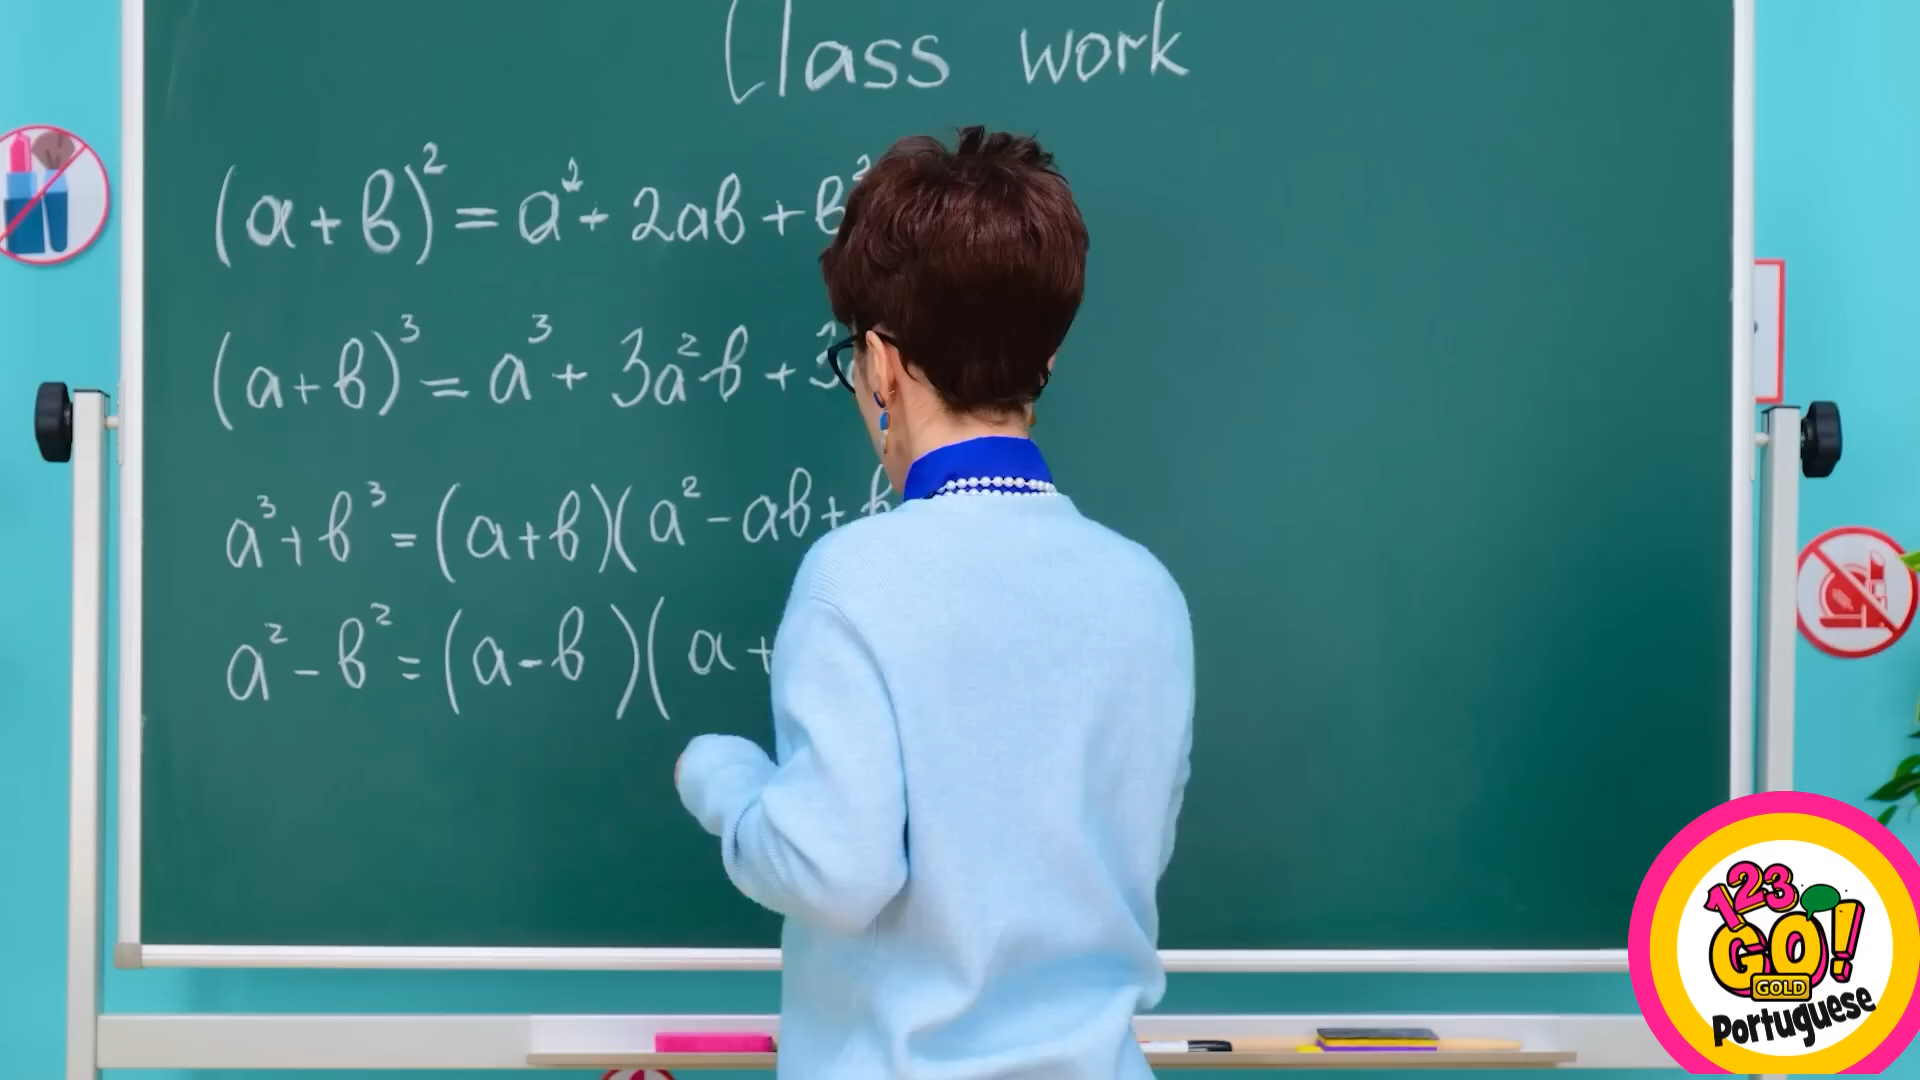 Class work
(a+b)² = a² + 2ab + b²
(a+b)³ = a³ + 3a²b + 3
a³+b³ = (a+b)(a² - ab + b
a² - b² = (a-b)(a+
123
GO!
GOLD
Portuguese